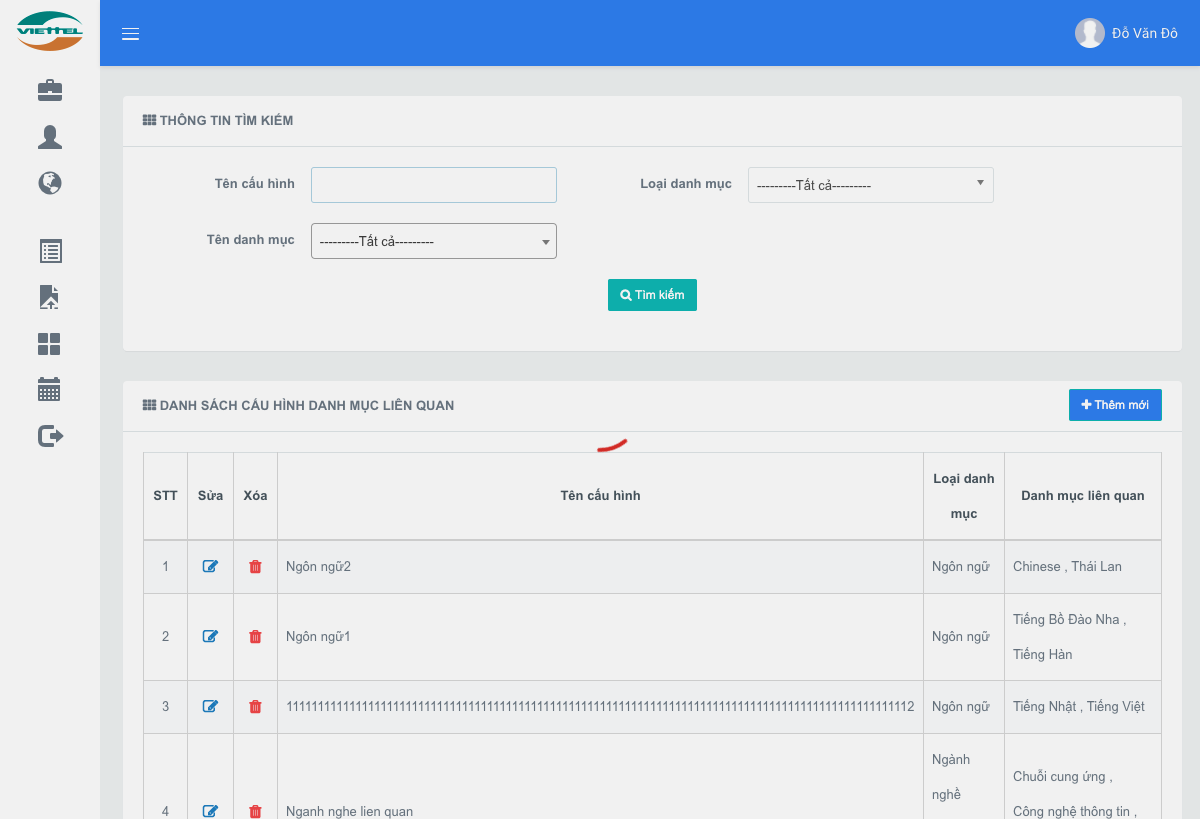 VIETTEL
Đỗ Văn Đô
THÔNG TIN TÌM KIẾM
Tên cấu hình
Loại danh mục
---------Tất cả---------
Tên danh mục
---------Tất cả---------
Tìm kiếm
DANH SÁCH CẤU HÌNH DANH MỤC LIÊN QUAN
Thêm mới
STT Sửa Xóa Tên cấu hình Loại danh mục Danh mục liên quan
1 Ngôn ngữ2 Ngôn ngữ Chinese , Thái Lan
2 Ngôn ngữ1 Ngôn ngữ Tiếng Bồ Đào Nha ,
Tiếng Hàn
3 Ngôn ngữ Tiếng Nhật , Tiếng Việt
4 Nganh nghe lien quan Ngành
nghề
Chuỗi cung ứng ,
Công nghệ thông tin ,